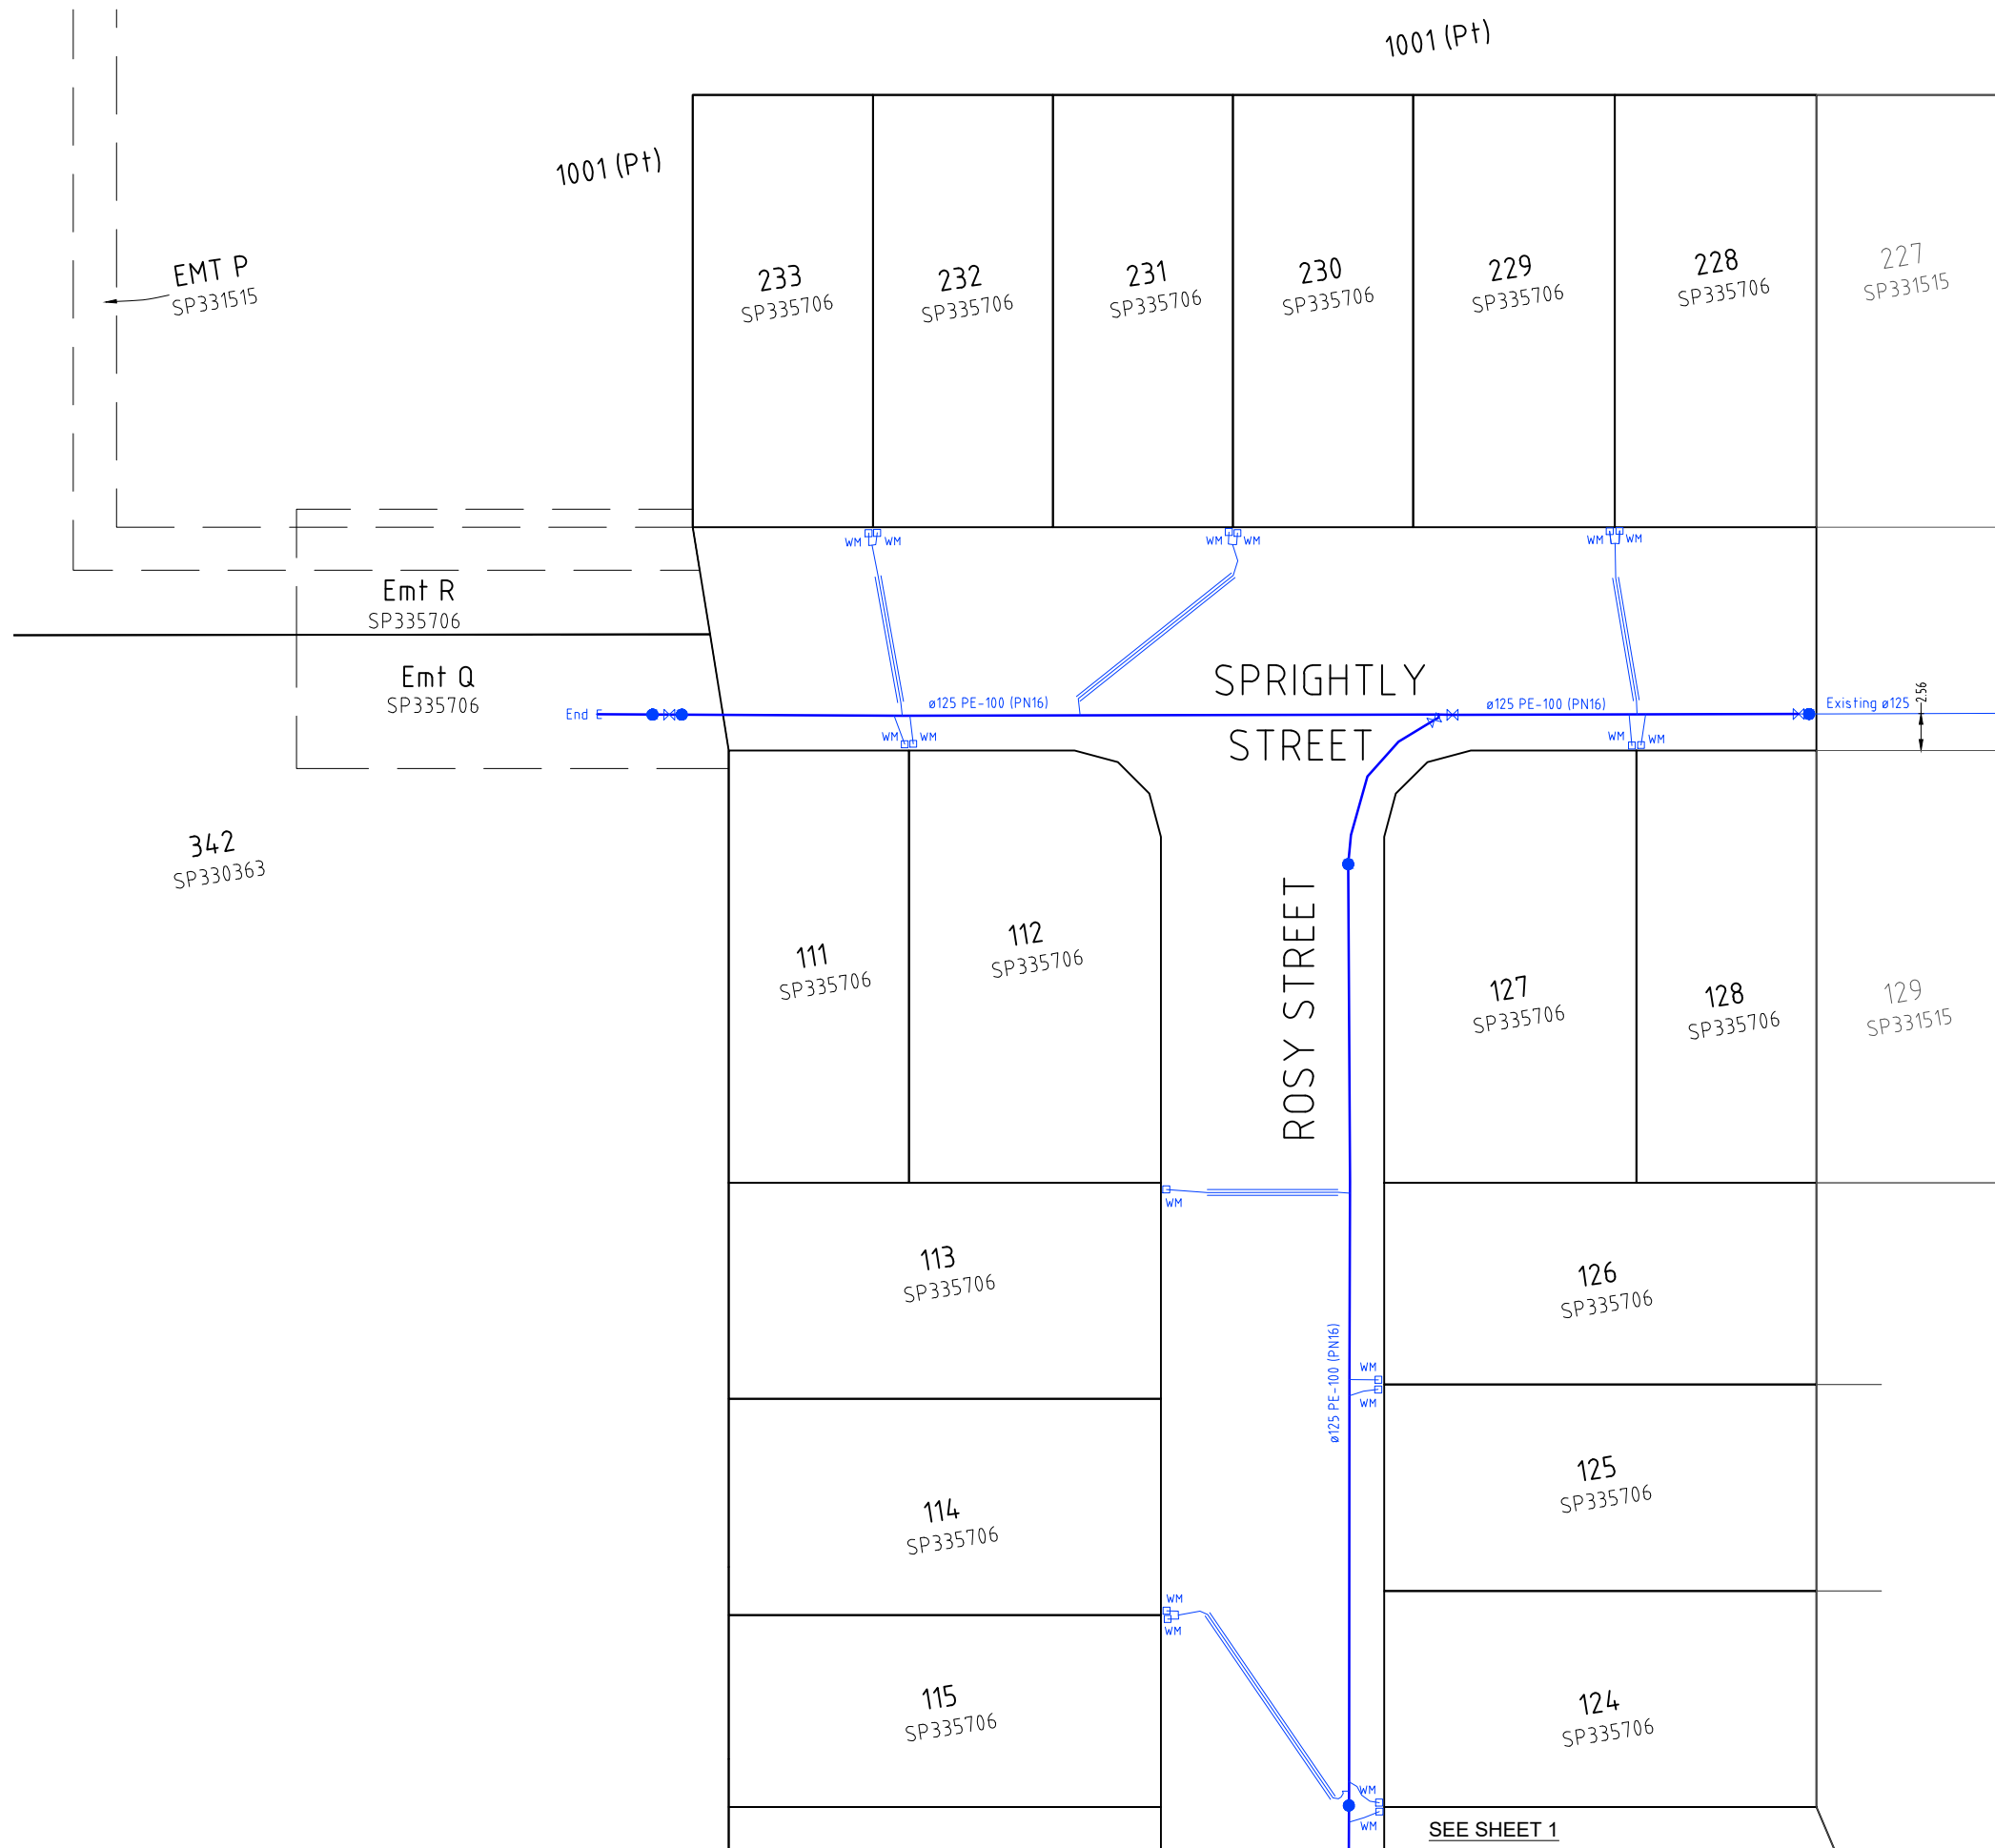 1001 (Pt)
1001 (Pt)
EMT P
SP331515
233
SP335706
232
SP335706
231
SP335706
230
SP335706
229
SP335706
228
SP335706
227
SP331515
WM
WM
WM
WM
WM
WM
Emt R
SP335706
Emt Q
SP335706
End E
ø125 PE-100 (PN16)
SPRIGHTLY
STREET
ø125 PE-100 (PN16)
Existing ø125
2.56
WM
WM
WM
WM
342
SP330363
111
SP335706
112
SP335706
ROSY STREET
127
SP335706
128
SP335706
129
SP331515
WM
113
SP335706
126
SP335706
ø125 PE-100 (PN16)
WM
WM
125
SP335706
114
SP335706
WM
WM
115
SP335706
124
SP335706
WM
WM
SEE SHEET 1